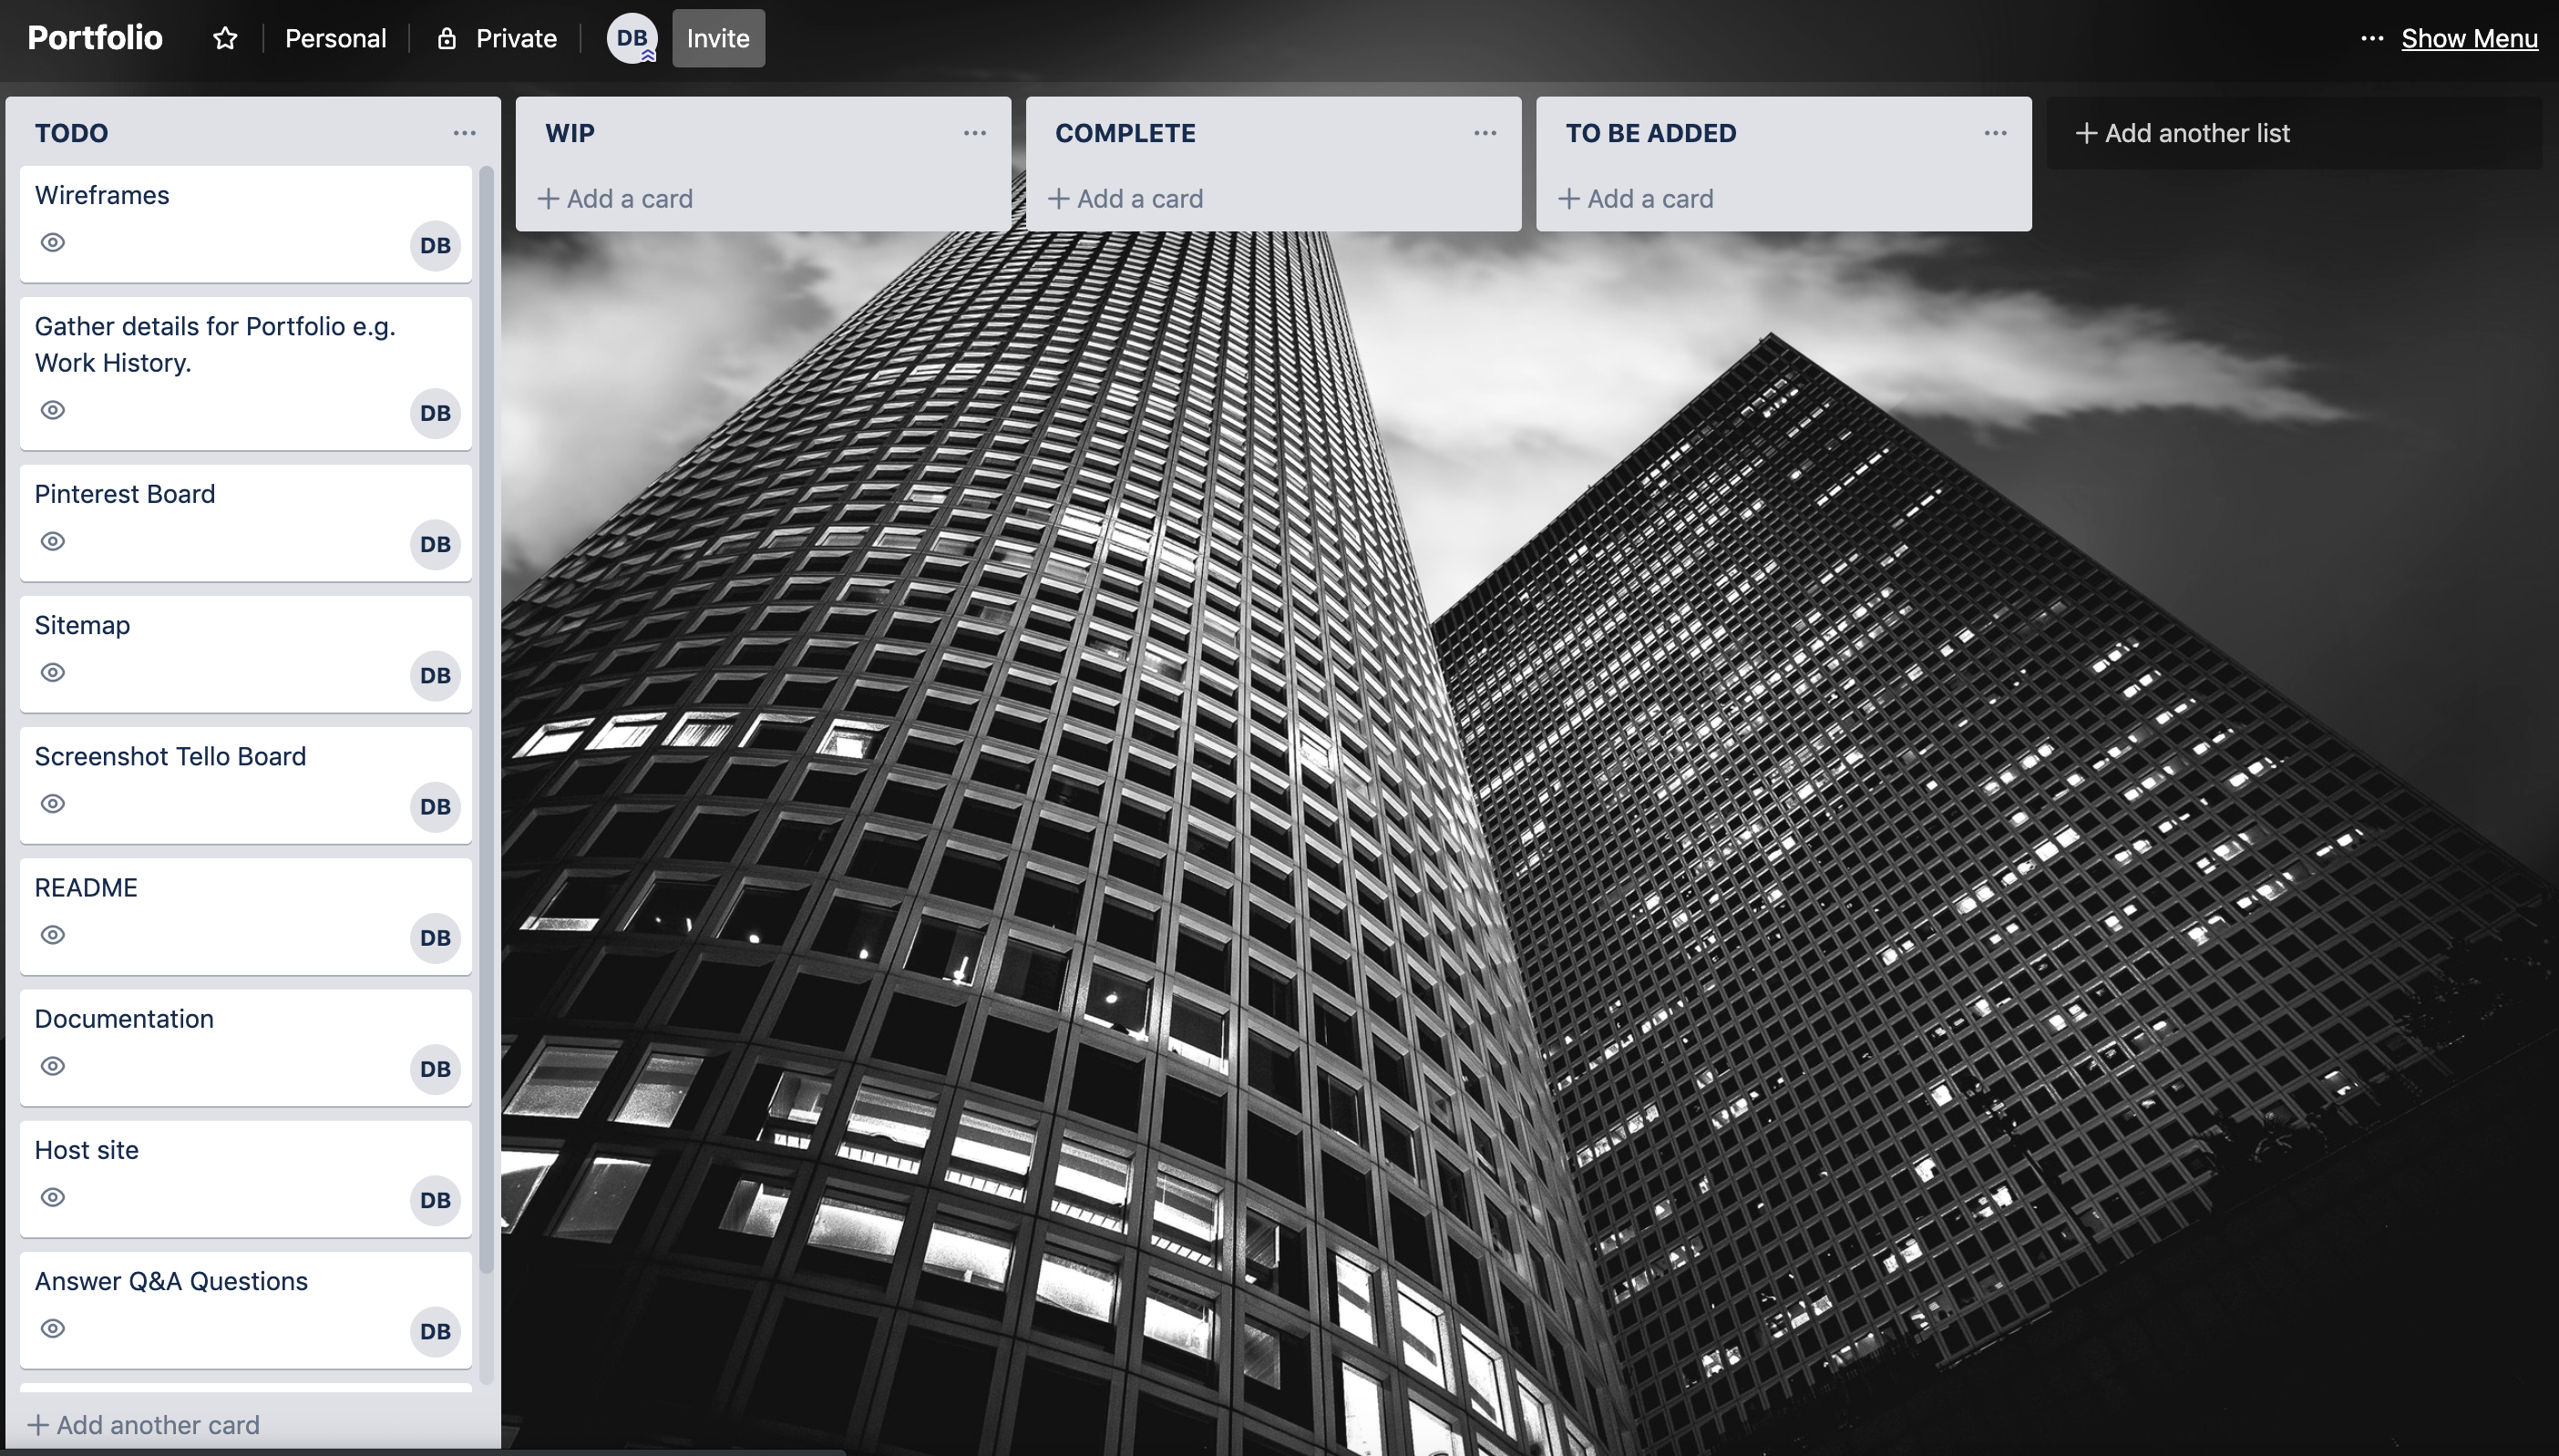 Portfolio
Personal
Private
DB
Invite
Show Menu
TODO
Wireframes
DB
Gather details for Portfolio e.g.
Work History.
DB
Pinterest Board
DB
Sitemap
DB
Screenshot Tello Board
DB
README
DB
Documentation
DB
Host site
DB
Answer Q&A Questions
DB
Add another card
WIP
Add a card
COMPLETE
Add a card
TO BE ADDED
Add a card
Add another list